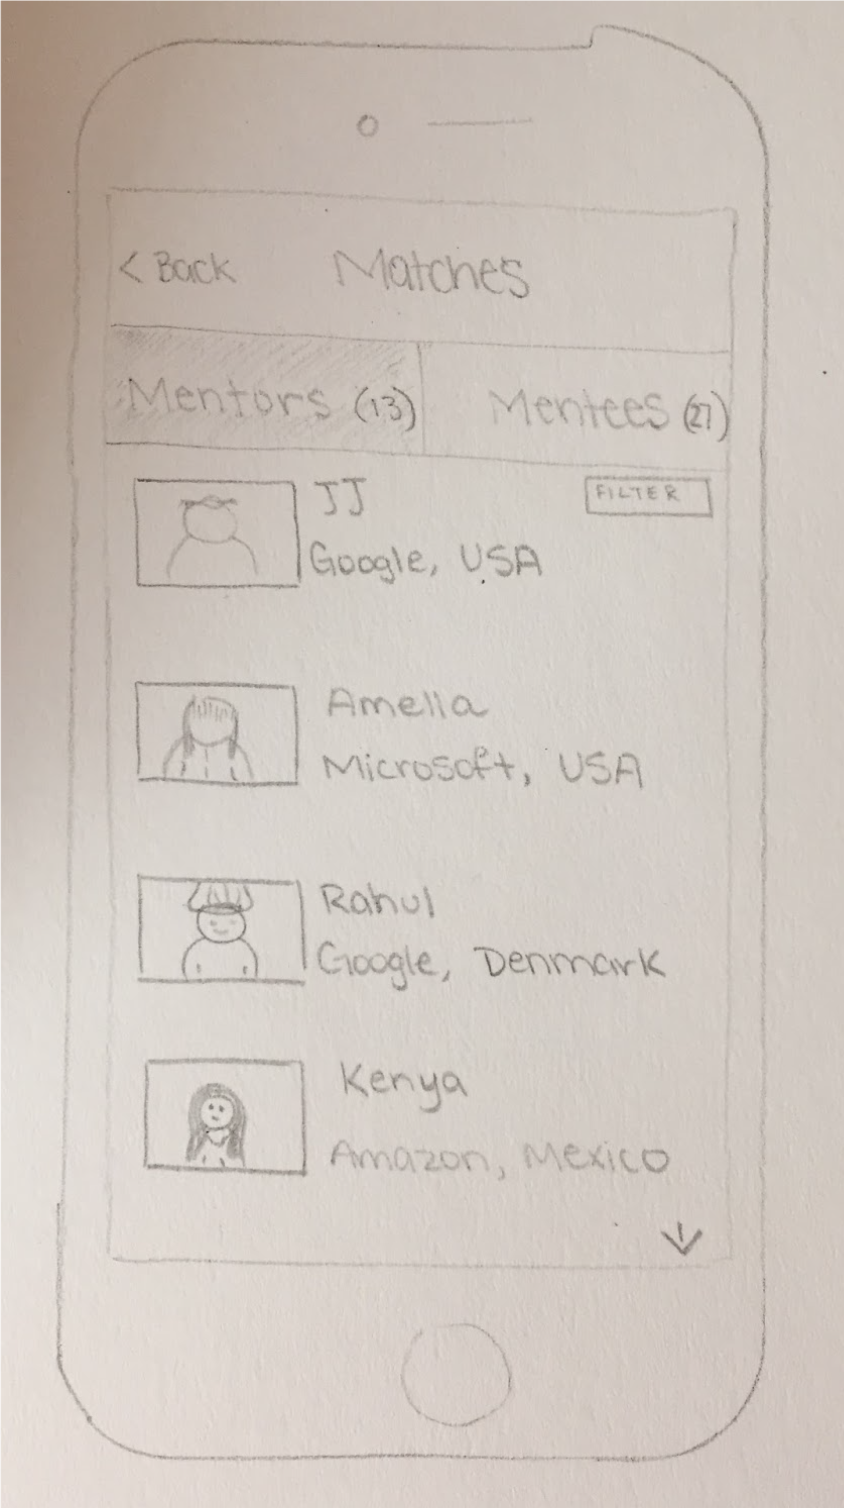 < Back Matches
Mentors (13) Mentees (27)
JJ FILTER
Google, USA
Amelia
Microsoft, USA
Rahul
Google, Denmark
Kenya
Amazon, Mexico